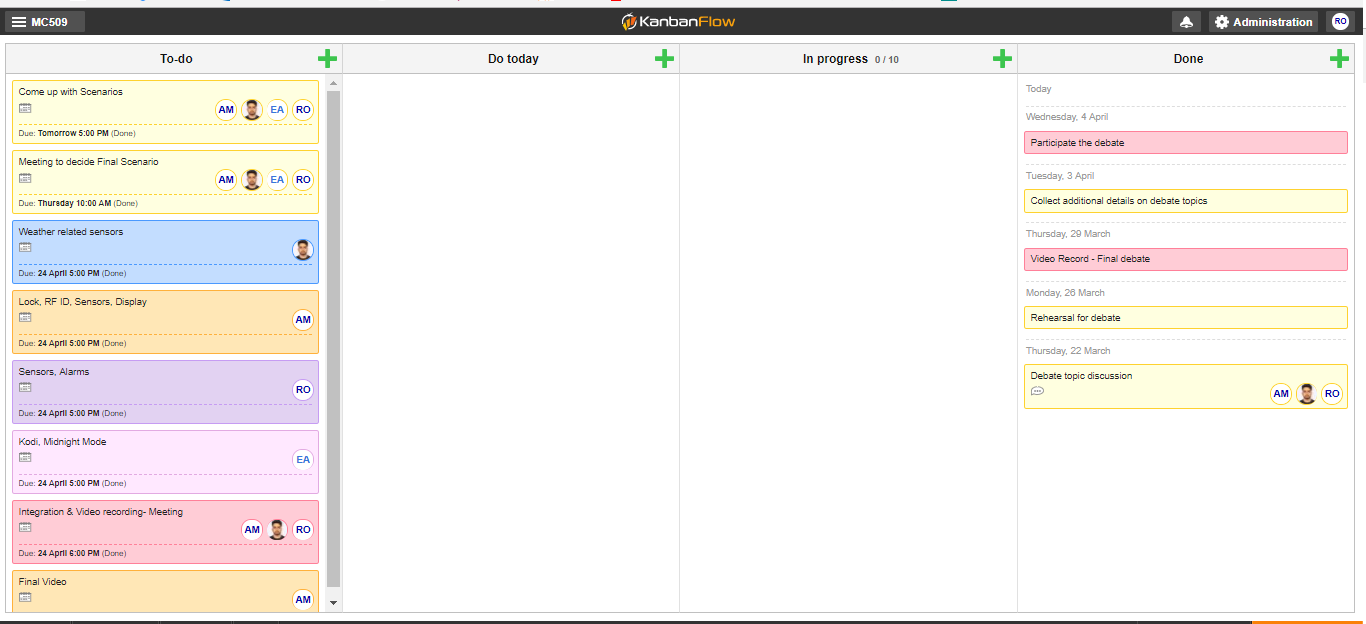 MC509
KanbanFlow
Administration
RO
To-do
Do today
In progress 0 / 10
Done
Come up with Scenarios
AM
EA
RO
Due: Tomorrow 5:00 PM (Done)
Meeting to decide Final Scenario
AM
EA
RO
Due: Thursday 10:00 AM (Done)
Weather related sensors
Due: 24 April 5:00 PM (Done)
Lock, RF ID, Sensors, Display
AM
Due: 24 April 5:00 PM (Done)
Sensors, Alarms
RO
Due: 24 April 5:00 PM (Done)
Kodi, Midnight Mode
EA
Due: 24 April 5:00 PM (Done)
Integration & Video recording- Meeting
AM
RO
Due: 24 April 6:00 PM (Done)
Final Video
AM
Today
Wednesday, 4 April
Participate the debate
Tuesday, 3 April
Collect additional details on debate topics
Thursday, 29 March
Video Record - Final debate
Monday, 26 March
Rehearsal for debate
Thursday, 22 March
Debate topic discussion
AM
RO